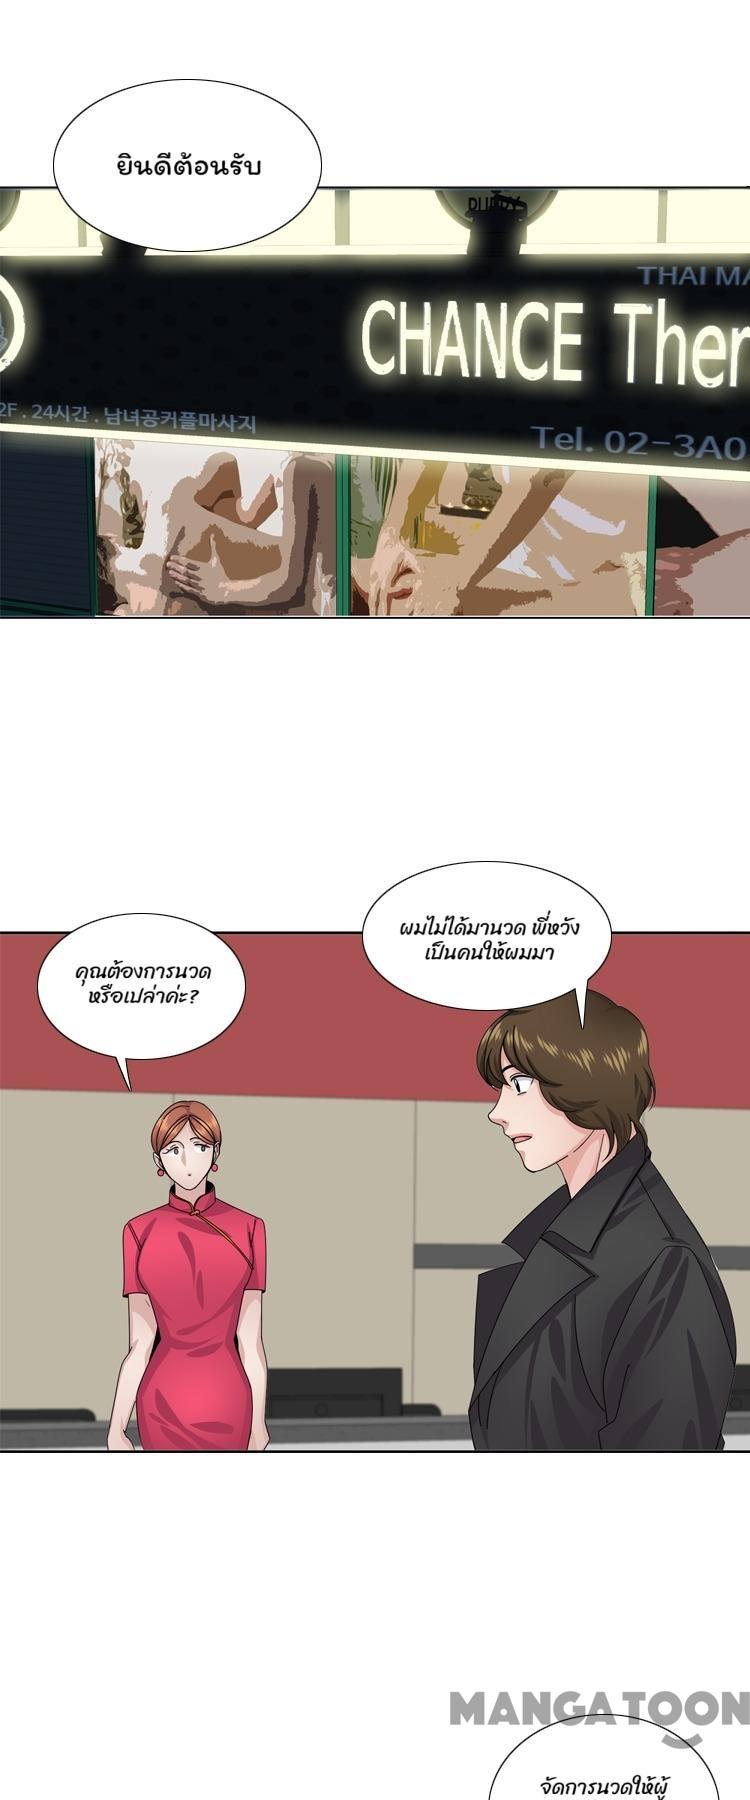 ยินดีต้อนรับ
THAI MA
CHANCE Ther
2F . 24시간 . 남녀공커플마사지
Tel. 02-3A0
ผมไม่ได้มานวด พี่หวัง
เป็นคนให้ผมมา
คุณต้องการนวด
หรือเปล่าค่ะ?
MANGATOON
จัดการนวดให้ผู้